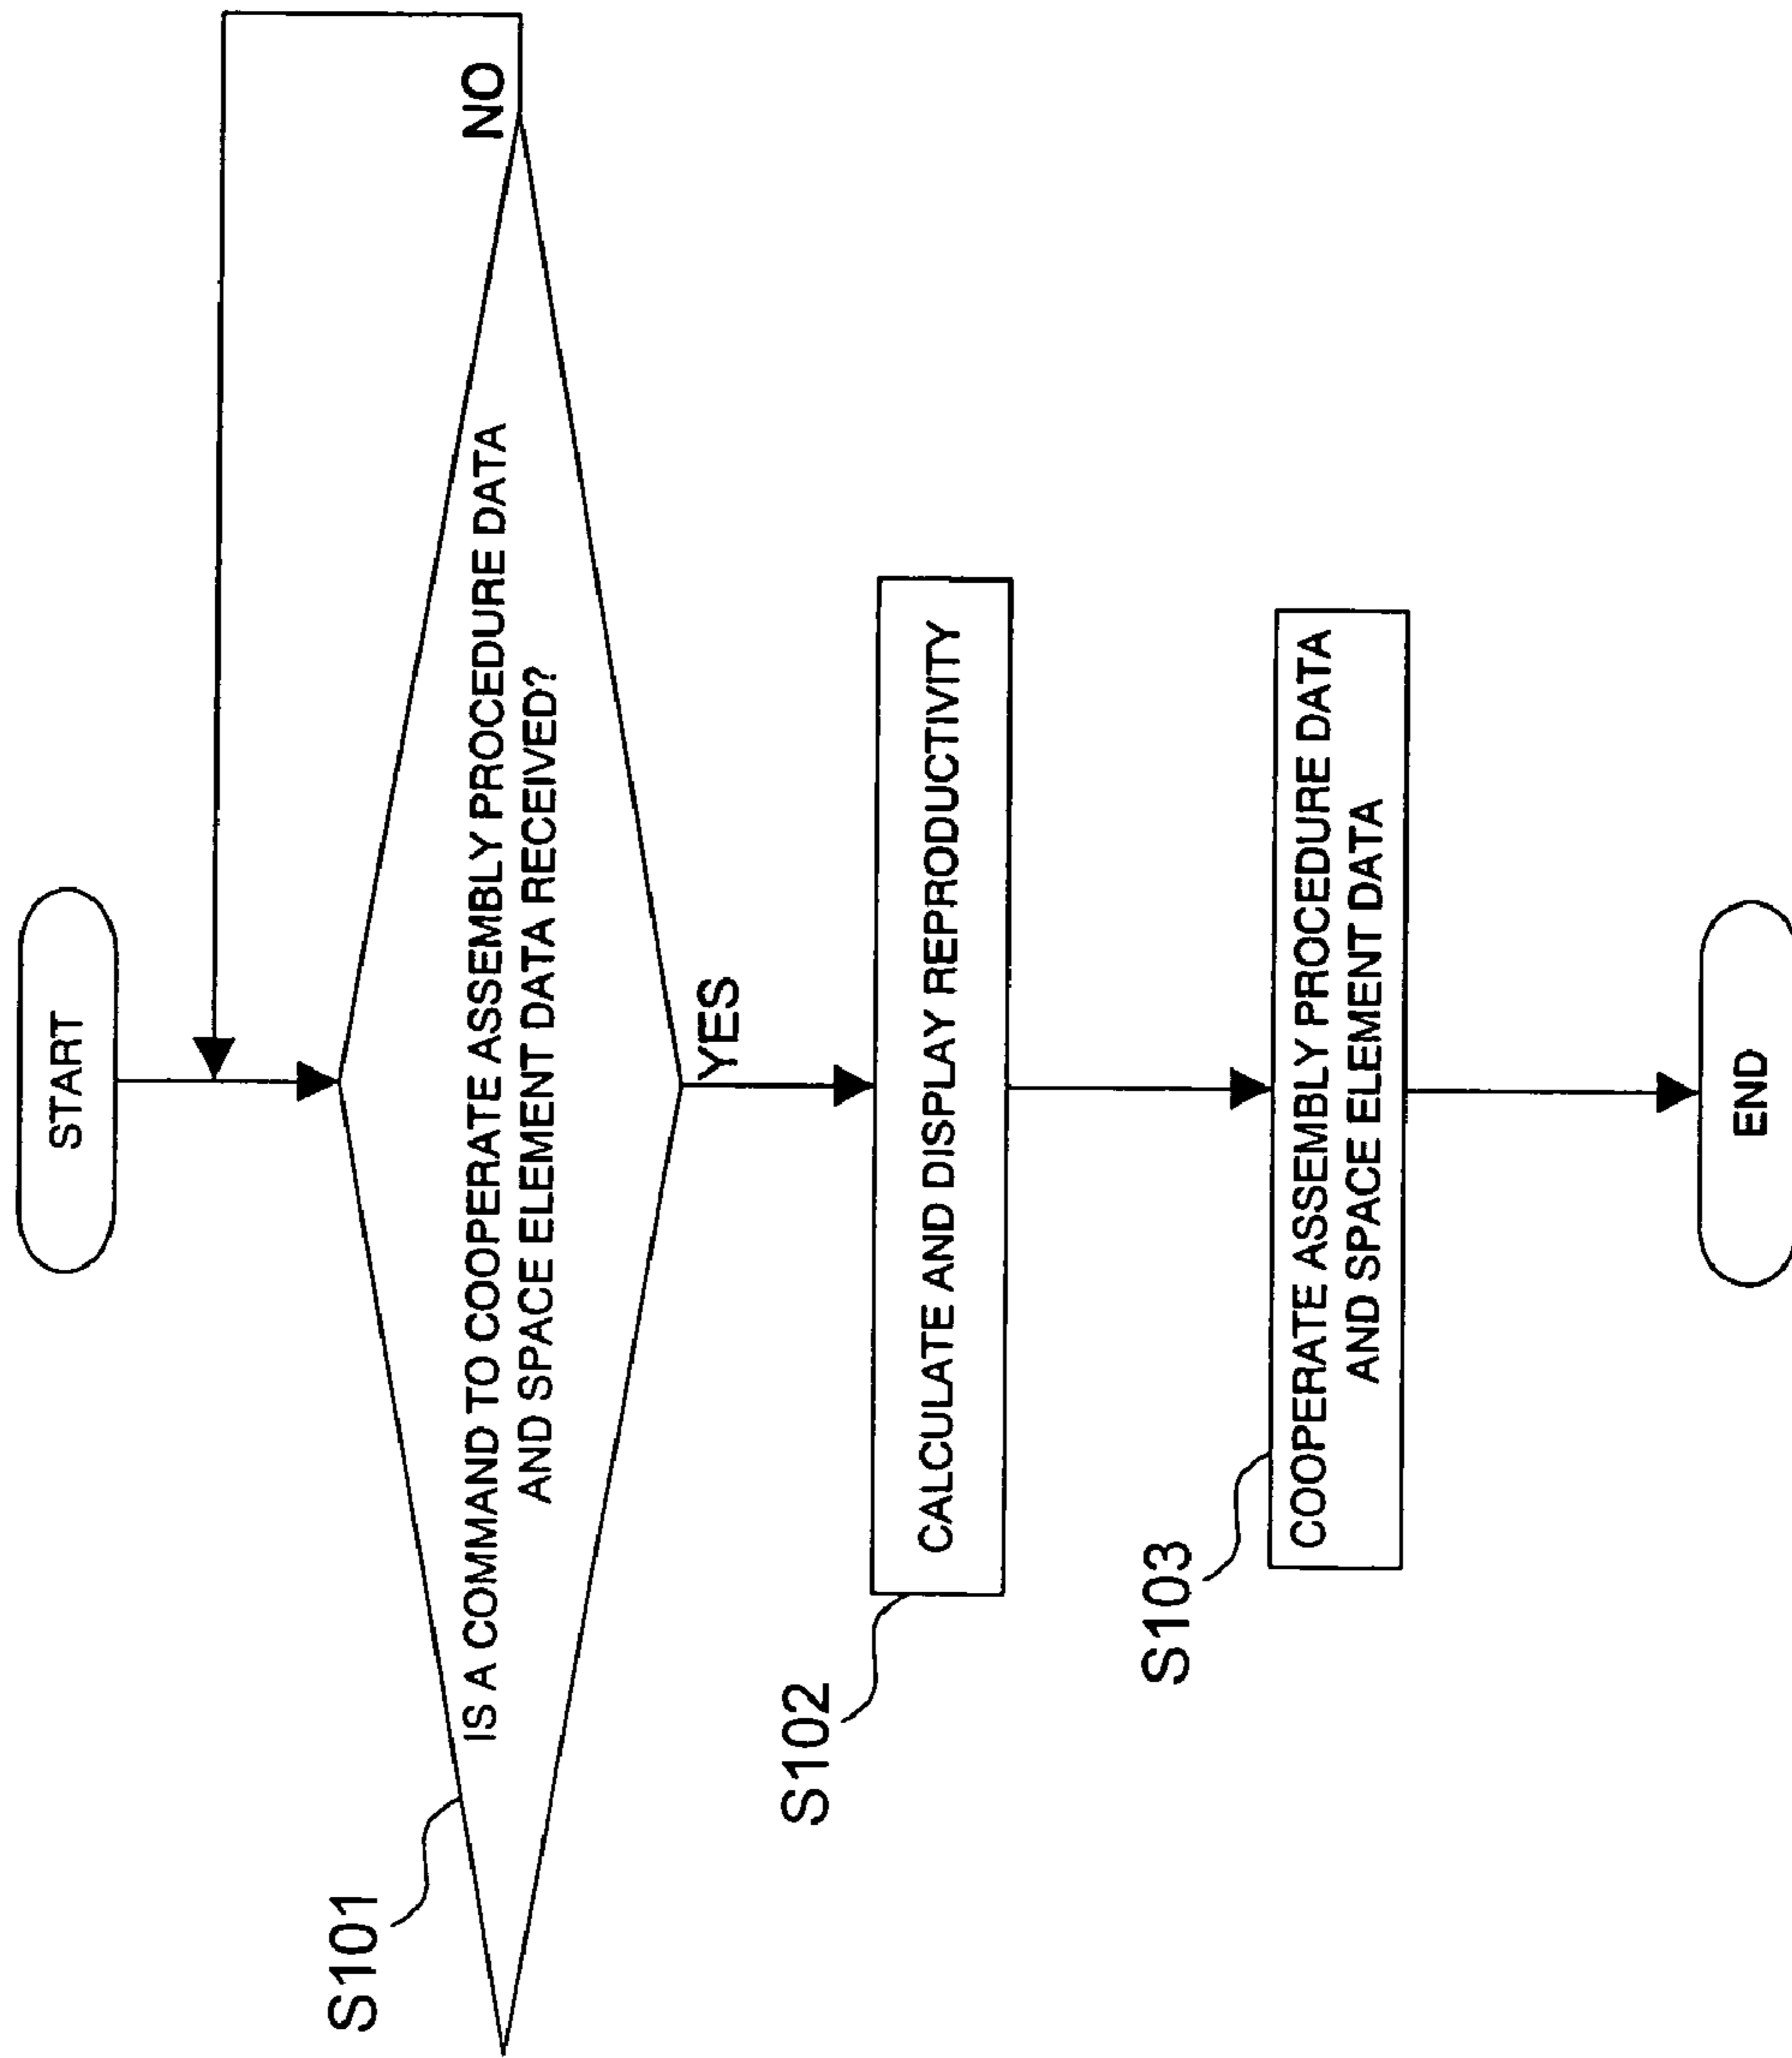 START
S101
IS A COMMAND TO COOPERATE ASSEMBLY PROCEDURE DATA
AND SPACE ELEMENT DATA RECEIVED?
NO
YES
S102
CALCULATE AND DISPLAY REPRODUCTIVITY
S103
COOPERATE ASSEMBLY PROCEDURE DATA
AND SPACE ELEMENT DATA
END